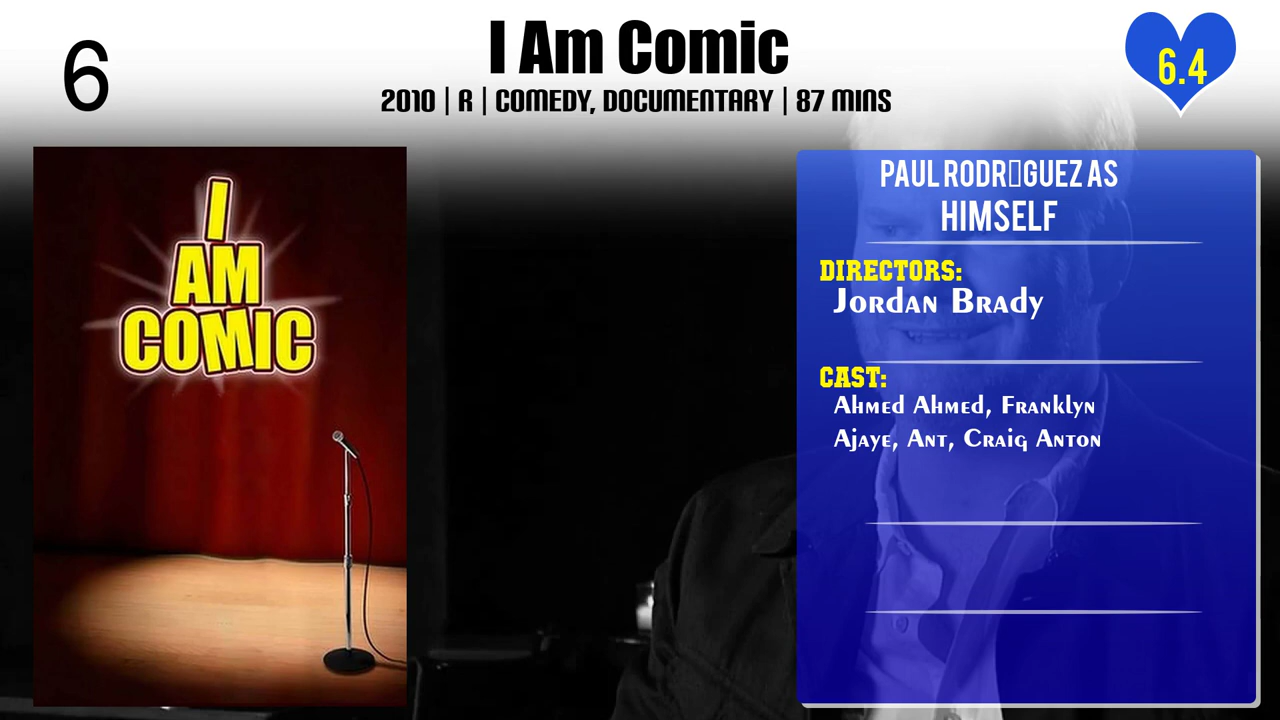 6
I Am Comic
2010 | R | COMEDY, DOCUMENTARY | 87 MINS
6.4
I
AM
COMIC
PAUL RODR▯GUEZ AS
HIMSELF
DIRECTORS:
Jordan Brady
CAST:
Ahmed Ahmed, Franklyn
Ajaye, Ant, Craig Anton